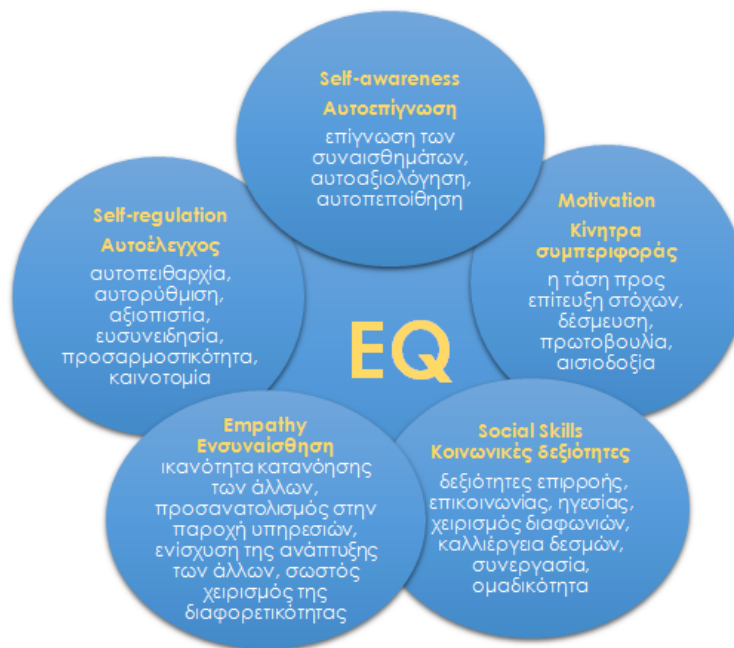 Self-awareness
Αυτοεπίγνωση
επίγνωση των
συναισθημάτων,
αυτοαξιολόγηση,
αυτοπεποίθηση
Motivation
Κίνητρα
συμπεριφοράς
η τάση προς
επίτευξη στόχων,
δέσμευση,
πρωτοβουλία,
αισιοδοξία
Social Skills
Κοινωνικές δεξιότητες
δεξιότητες επιρροής,
επικοινωνίας, ηγεσίας,
χειρισμός διαφωνιών,
καλλιέργεια δεσμών,
συνεργασία,
ομαδικότητα
Empathy
Ενσυναίσθηση
ικανότητα κατανόησης
των άλλων,
προσανατολισμός στην
παροχή υπηρεσιών,
ενίσχυση της ανάπτυξης
των άλλων, σωστός
χειρισμός της
διαφορετικότητας
Self-regulation
Αυτοέλεγχος
αυτοπειθαρχία,
αυτορύθμιση,
αξιοπιστία,
ευσυνειδησία,
προσαρμοστικότητα,
καινοτομία
EQ